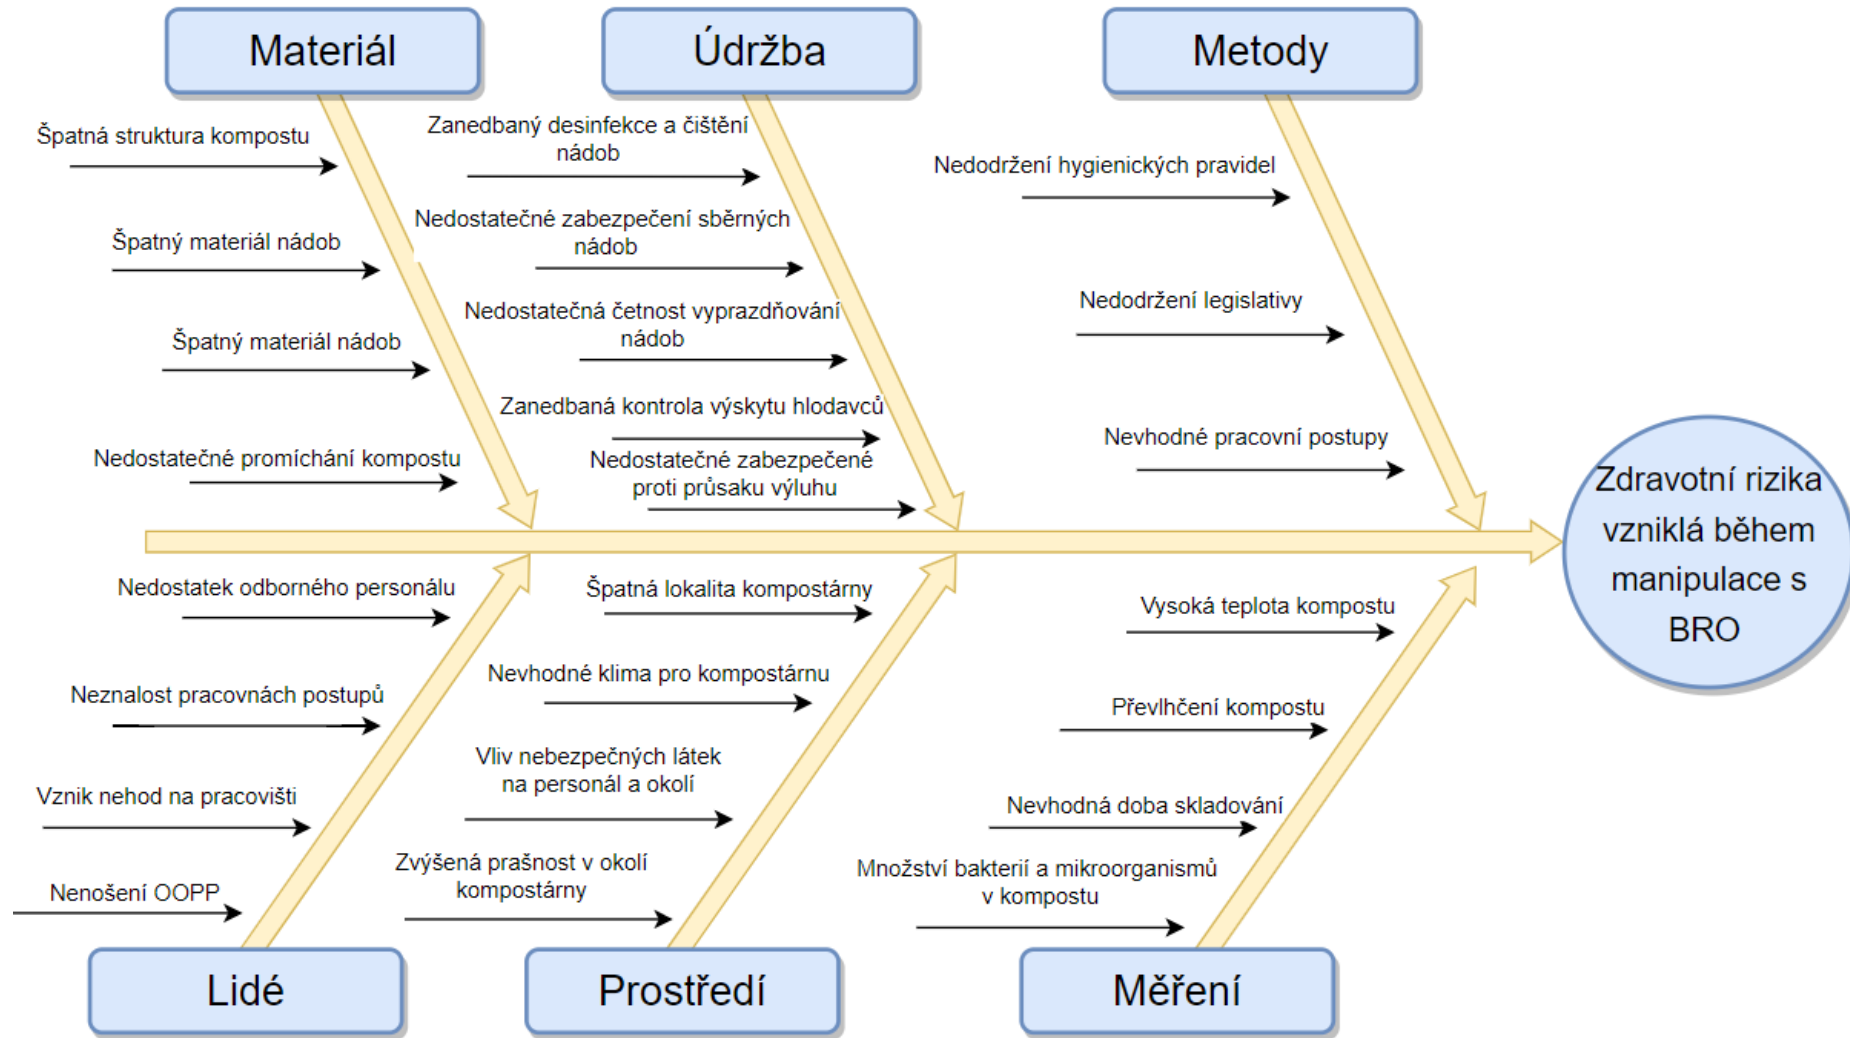 Materiál
Údržba
Metody
Špatná struktura kompostu
Špatný materiál nádob
Špatný materiál nádob
Nedostatečné promíchání kompostu
Zanedbaný desinfekce a čištění
nádob
Nedostatečné zabezpečení sběrných
nádob
Nedostatečná četnost vyprazdňování
nádob
Zanedbaná kontrola výskytu hlodavců
Nedostatečné zabezpečené
proti průsaku výluhu
Nedodržení hygienických pravidel
Nedodržení legislativy
Nevhodné pracovní postupy
Zdravotní rizika
vzniklá během
manipulace s
BRO
Nedostatek odborného personálu
Neznalost pracovnách postupů
Vznik nehod na pracovišti
Nenošení OOPP
Špatná lokalita kompostárny
Nevhodné klima pro kompostárnu
Vliv nebezpečných látek
na personál a okolí
Zvýšená prašnost v okolí
kompostárny
Vysoká teplota kompostu
Převlhčení kompostu
Nevhodná doba skladování
Množství bakterií a mikroorganismů
v kompostu
Lidé
Prostředí
Měření